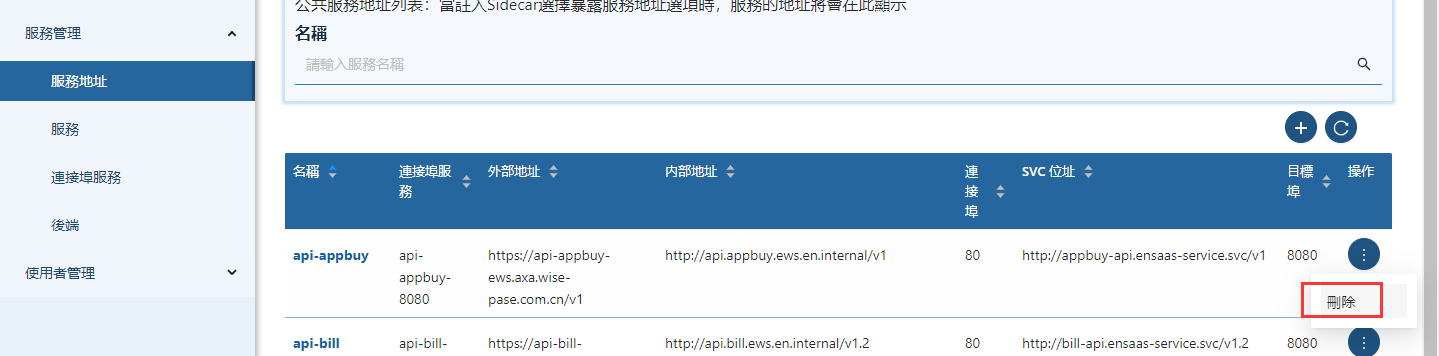 公共服務地址列表：當註入Sidecar選擇暴露服務地址選項時，服務的地址將會在此顯示
服務管理
名稱
請輸入服務名稱
服務地址
服務
連接埠服務
後端
使用者管理
名稱
連接埠服
務
外部地址
内部地址
連
接
埠
SVC 位址
目標
埠
操作
api-appbuy
api-
appbuy-
8080
https://api-appbuy-
ews.axa.wise-
pase.com.cn/v1
http://api.appbuy.ews.en.internal/v1
80
http://appbuy-api.ensaas-service.svc/v1
8080
刪除
api-bill
api-bill-
https://api-bill-
http://api.bill.ews.en.internal/v1.2
80
http://bill-api.ensaas-service.svc/v1.2
8080